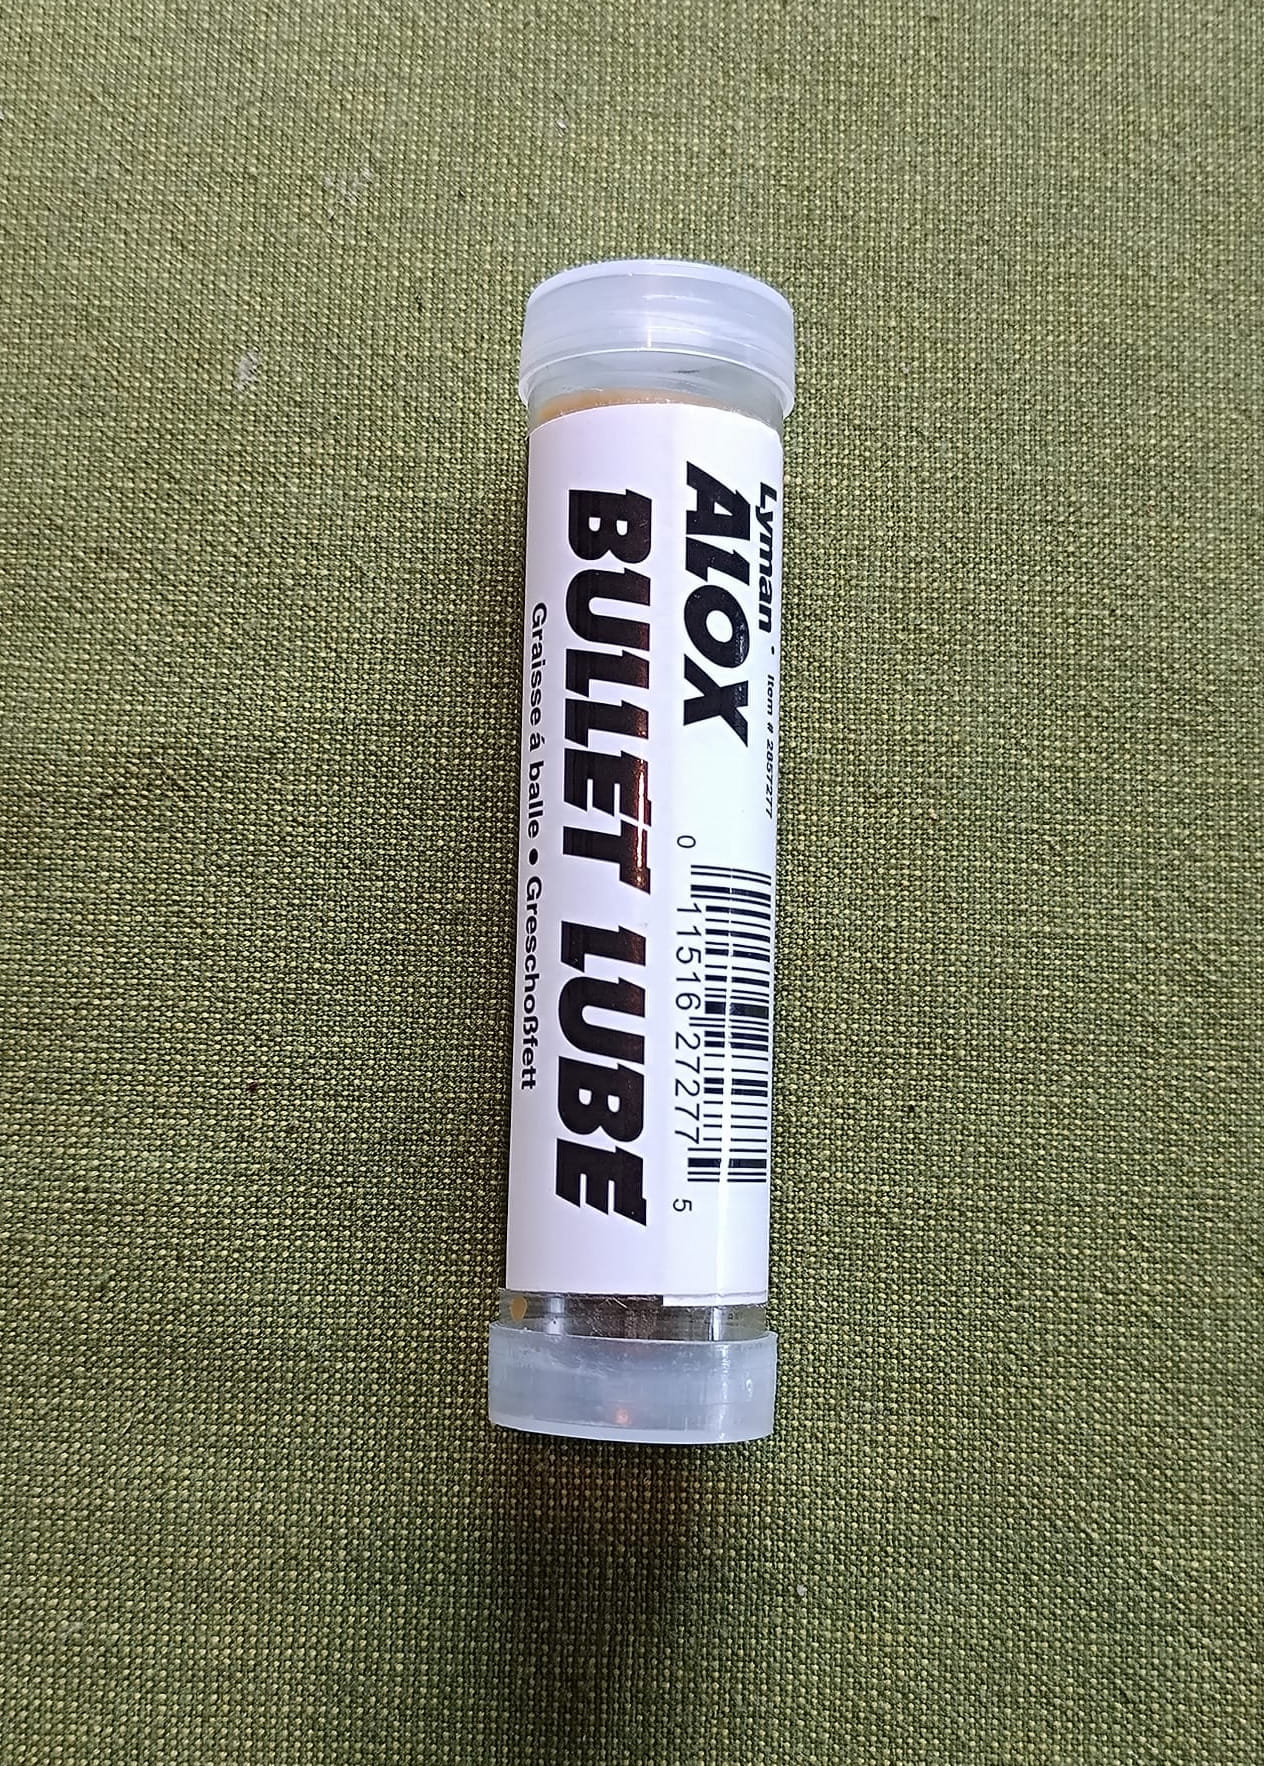 Lyman • Item # 2857277
ALOX
BULLET LUBE
Graisse á balle • Greschoßfett
0 11516 27277 5